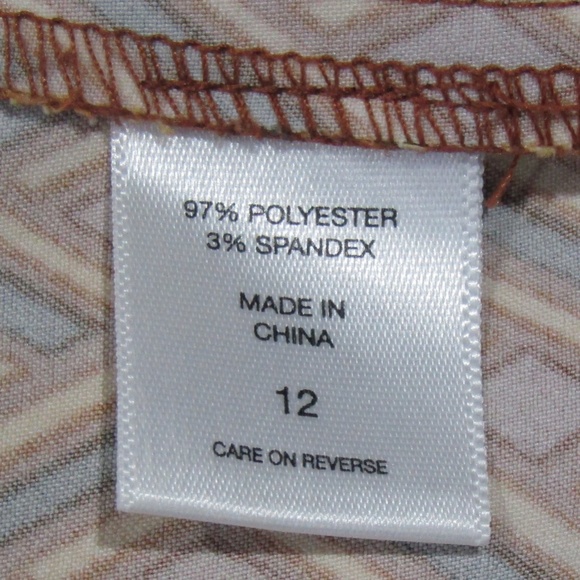 97% POLYESTER
3% SPANDEX
MADE IN
CHINA
12
CARE ON REVERSE